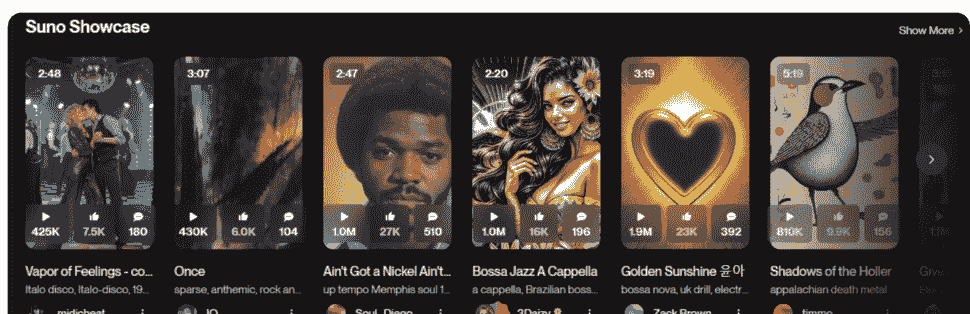 Suno Showcase
Show More >
2:48
3:07
2:47
2:20
3:19
5:19
425K 7.5K 180
430K 6.0K 104
1.0M 27K 510
1.0M 16K 196
1.9M 23K 392
810K 9.9K 156
Vapor of Feelings - co...
Once
Ain't Got a Nickel Ain't...
Bossa Jazz A Cappella
Golden Sunshine 윤아
Shadows of the Holler
Give
Italo disco, Italo-disco, 19...
sparse, anthemic, rock an...
up tempo Memphis soul 1...
a cappella, Brazilian boss...
bossa nova, uk drill, electr...
appalachian death metal
midicheat
IO
Soul_Diego
3Daizy
Zack Brown
timmo